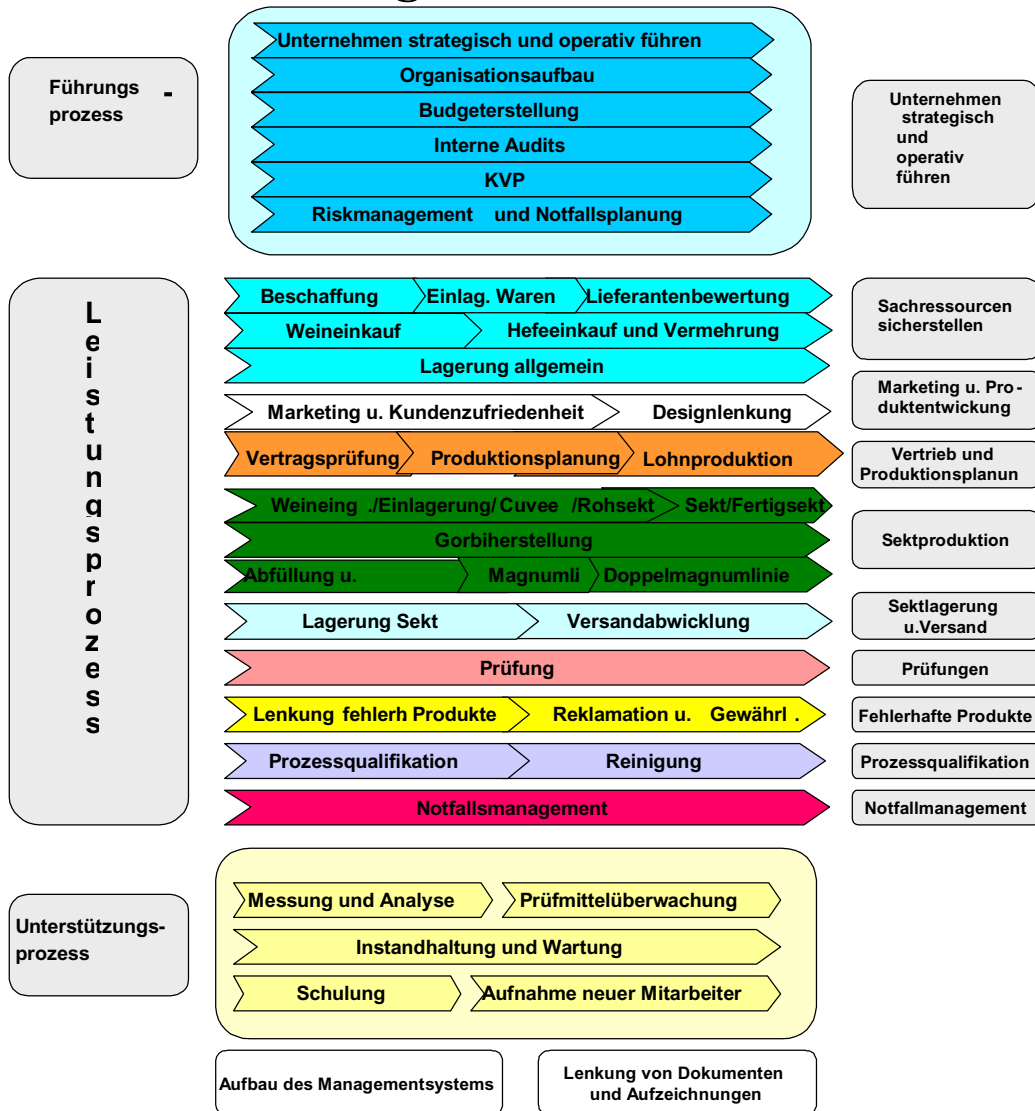 Führungs -
prozess
Unternehmen strategisch und operativ führen
Organisationsaufbau
Budgeterstellung
Interne Audits
KVP
Riskmanagement und Notfallsplanung
Unternehmen
strategisch
und
operativ
führen
Leistungsprozess
Beschaffung Einlag. Waren Lieferantenbewertung
Weineinkauf Hefeeinkauf und Vermehrung
Lagerung allgemein
Sachressourcen
sicherstellen
Marketing u. Kundenzufriedenheit Designlenkung
Marketing u. Pro-
duktentwickung
Vertragsprüfung Produktionsplanung Lohnproduktion
Vertrieb und
Produktionsplanun
Weineing ./Einlagerung/ Cuvee /Rohsekt Sekt/Fertigsekt
Gorbiherstellung
Abfüllung u. Magnumli Doppelmagnumlinie
Sektproduktion
Lagerung Sekt Versandabwicklung
Sektlagerung
u.Versand
Prüfung
Prüfungen
Lenkung fehlerh Produkte Reklamation u. Gewährl .
Fehlerhafte Produkte
Prozessqualifikation Reinigung
Prozessqualifikation
Notfallsmanagement
Notfallmanagement
Unterstützungs-
prozess
Messung und Analyse Prüfmittelüberwachung
Instandhaltung und Wartung
Schulung Aufnahme neuer Mitarbeiter
Aufbau des Managementsystems
Lenkung von Dokumenten
und Aufzeichnungen